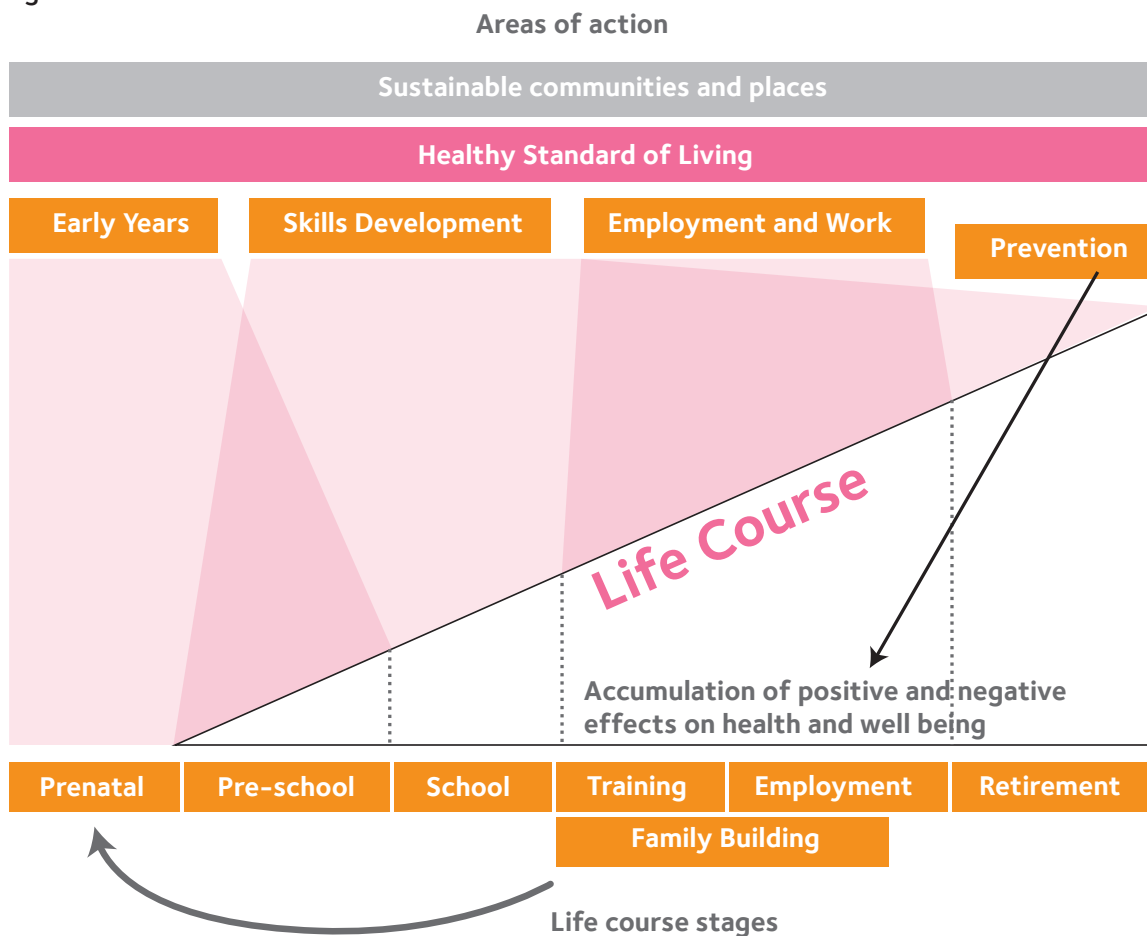 Areas of action
Sustainable communities and places
Healthy Standard of Living
Early Years
Skills Development
Employment and Work
Prevention
Life Course
Accumulation of positive and negative
effects on health and well being
Prenatal
Pre-school
School
Training
Employment
Retirement
Family Building
Life course stages